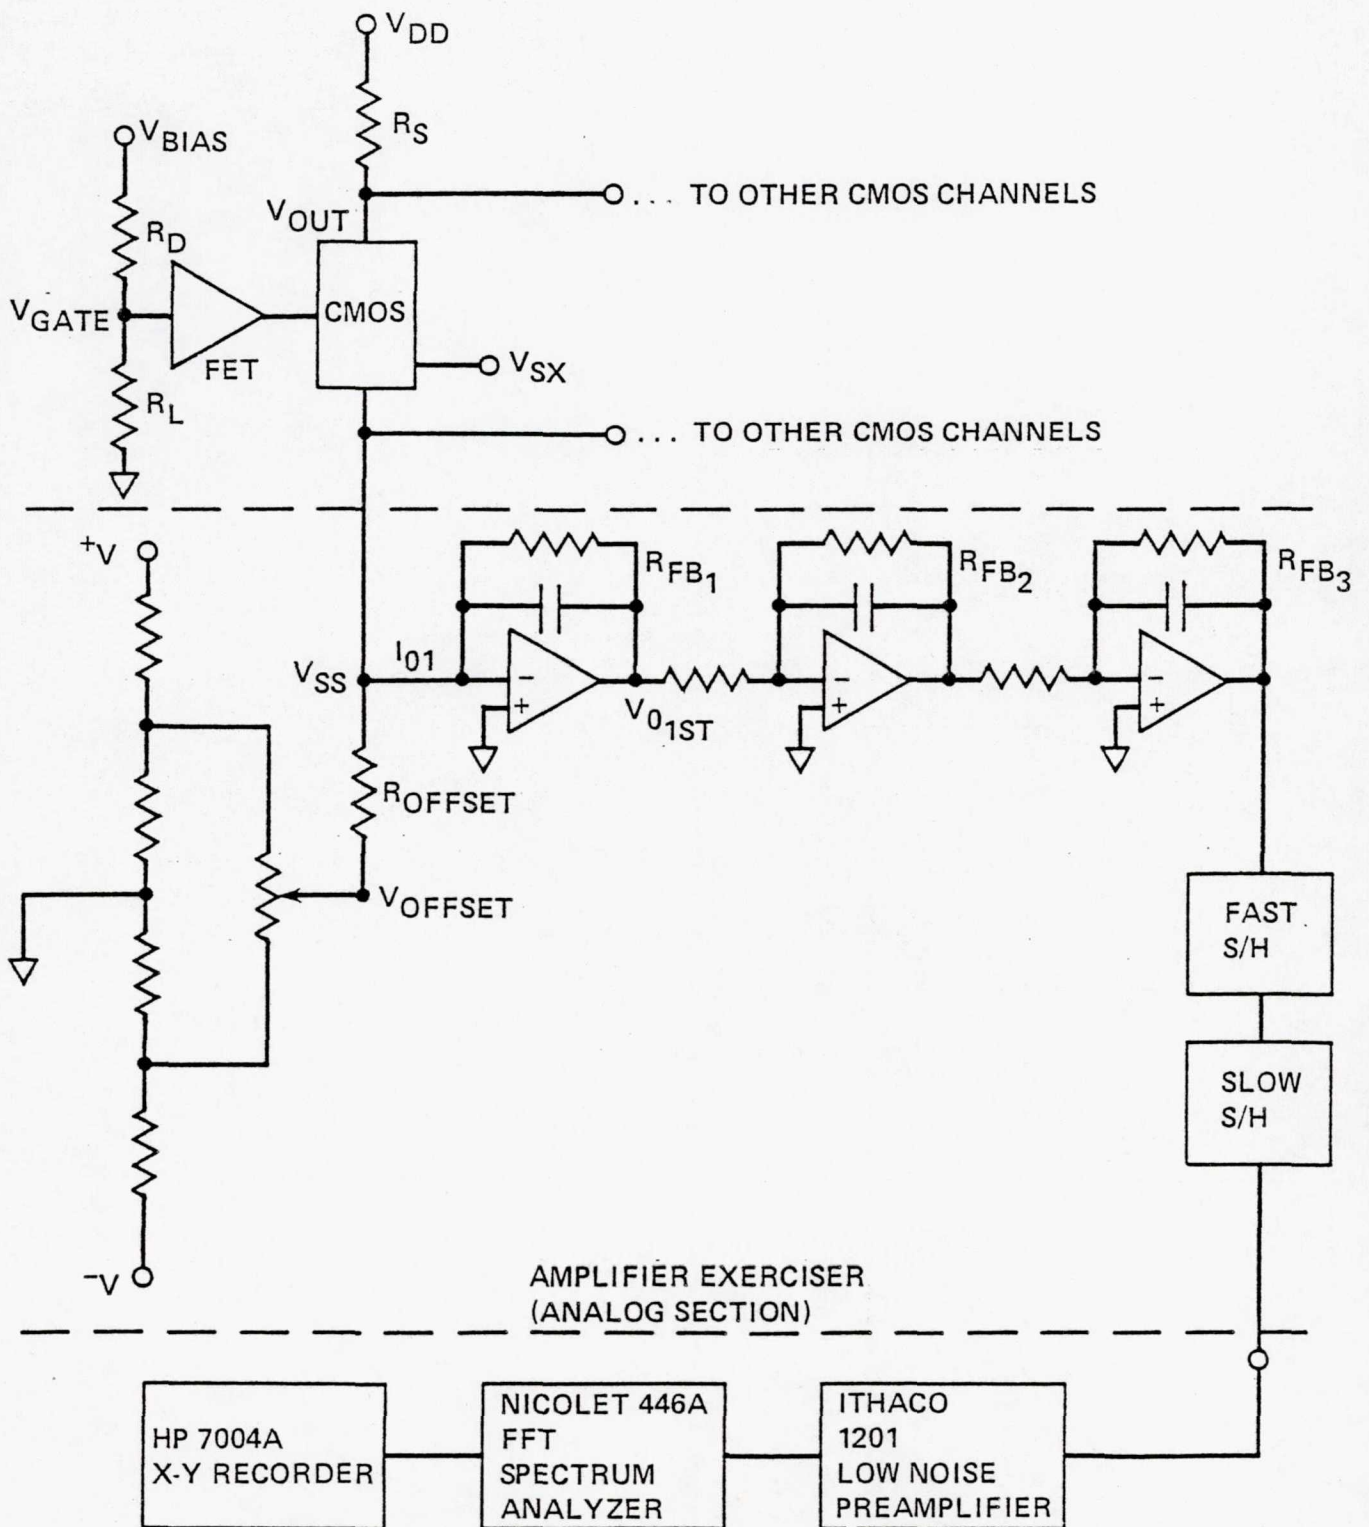 VDD
RS
VBIAS
... TO OTHER CMOS CHANNELS
VOUT
RD
CMOS
VGATE
FET
VSX
RL
... TO OTHER CMOS CHANNELS
+V
RFB1
RFB2
RFB3
I01
VSS
−
+
V01ST
−
+
−
+
ROFFSET
VOFFSET
FAST
S/H
SLOW
S/H
−V
AMPLIFIER EXERCISER
(ANALOG SECTION)
HP 7004A
X-Y RECORDER
NICOLET 446A
FFT
SPECTRUM
ANALYZER
ITHACO
1201
LOW NOISE
PREAMPLIFIER